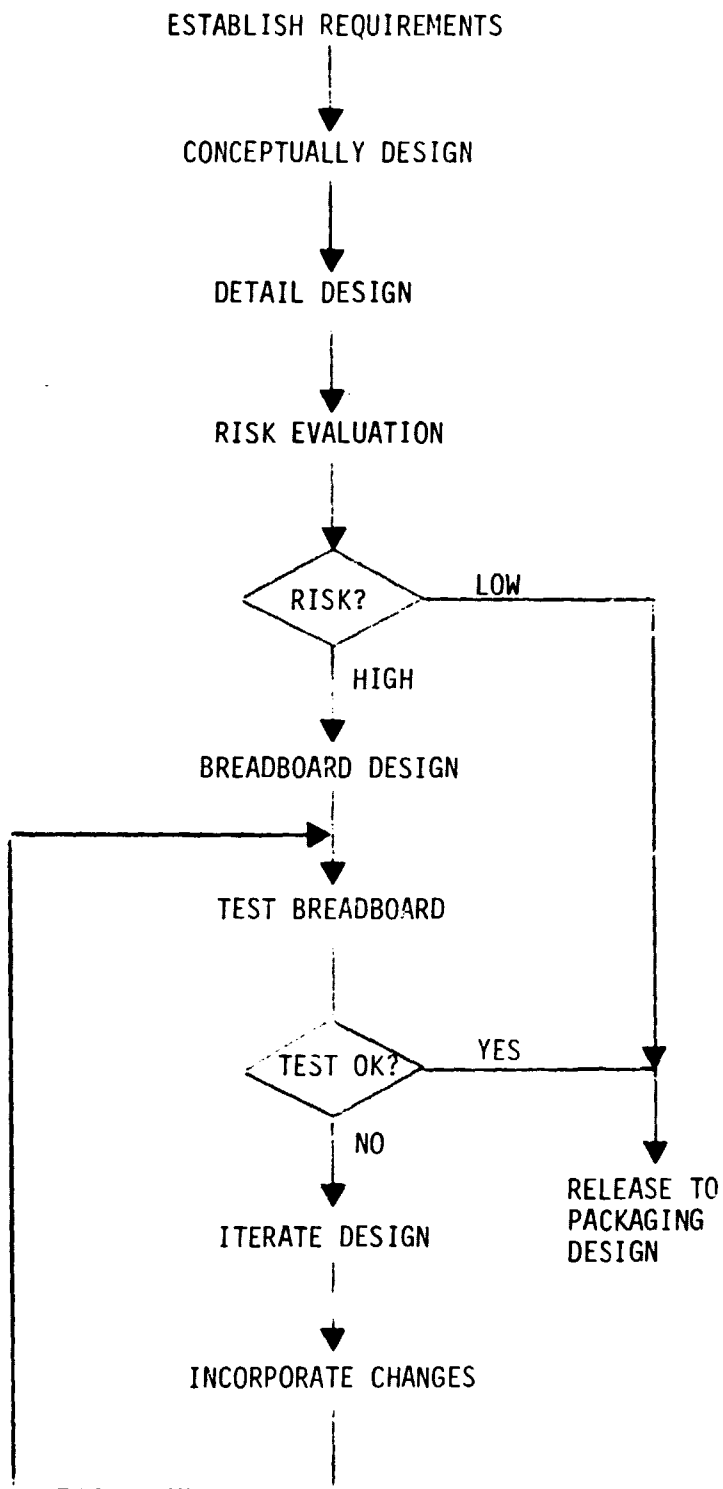 ESTABLISH REQUIREMENTS
CONCEPTUALLY DESIGN
DETAIL DESIGN
RISK EVALUATION
RISK?
LOW
HIGH
BREADBOARD DESIGN
TEST BREADBOARD
TEST OK?
YES
NO
RELEASE TO
PACKAGING
DESIGN
ITERATE DESIGN
INCORPORATE CHANGES